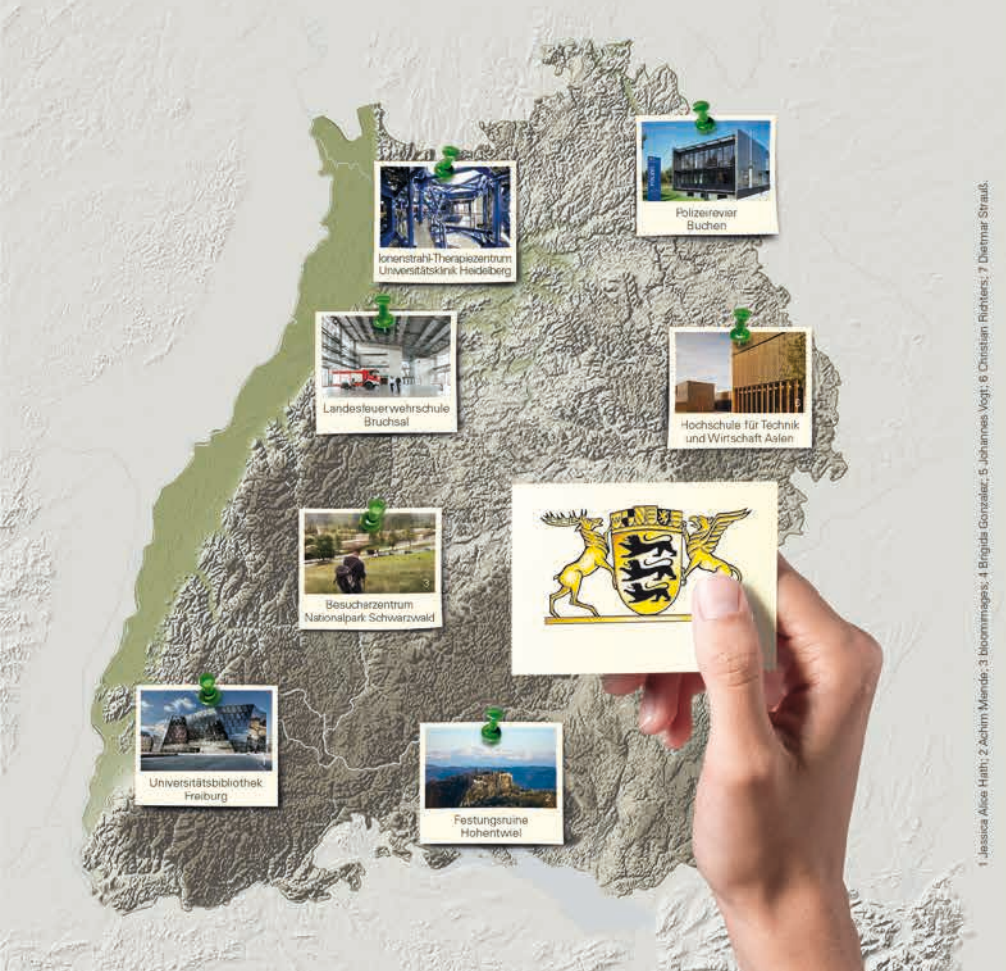 Polizeirevier
Buchen
Ionenstrahl-Therapiezentrum
Universitätsklinik Heidelberg
Landesfeuerwehrschule
Bruchsal
Hochschule für Technik
und Wirtschaft Aalen
3
Besucherzentrum
Nationalpark Schwarzwald
Universitätsbibliothek
Freiburg
Festungsruine
Hohentwiel
1 Jessica Alice Hath; 2 Achim Mende; 3 bloomimages; 4 Brigida Gonzalez; 5 Johannes Vogt; 6 Christian Richters; 7 Dietmar Strauß.